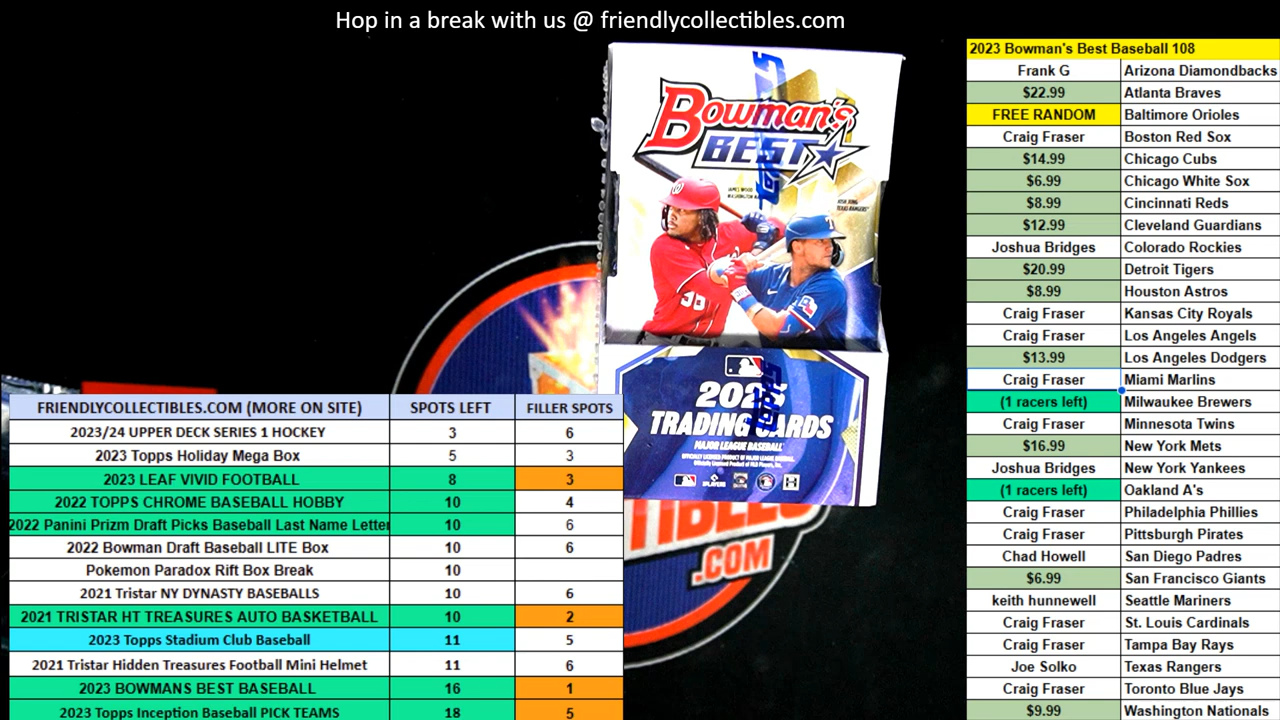 Hop in a break with us @ friendlycollectibles.com
Bowman's
BEST
JAMES WOOD
TEXAS RANGERS
35
2023
TRADING CARDS
MAJOR LEAGUE BASEBALL
TIBLES
.COM
FRIENDLYCOLLECTIBLES.COM (MORE ON SITE) SPOTS LEFT FILLER SPOTS
2023/24 UPPER DECK SERIES 1 HOCKEY 3 6
2023 Topps Holiday Mega Box 5 3
2023 LEAF VIVID FOOTBALL 8 3
2022 TOPPS CHROME BASEBALL HOBBY 10 4
2022 Panini Prizm Draft Picks Baseball Last Name Letter 10 6
2022 Bowman Draft Baseball LITE Box 10 6
Pokemon Paradox Rift Box Break 10
2021 Tristar NY DYNASTY BASEBALLS 10 6
2021 TRISTAR HT TREASURES AUTO BASKETBALL 10 2
2023 Topps Stadium Club Baseball 11 5
2021 Tristar Hidden Treasures Football Mini Helmet 11 6
2023 BOWMANS BEST BASEBALL 16 1
2023 Topps Inception Baseball PICK TEAMS 18 5
2023 Bowman's Best Baseball 108
Frank G Arizona Diamondbacks
$22.99 Atlanta Braves
FREE RANDOM Baltimore Orioles
Craig Fraser Boston Red Sox
$14.99 Chicago Cubs
$6.99 Chicago White Sox
$8.99 Cincinnati Reds
$12.99 Cleveland Guardians
Joshua Bridges Colorado Rockies
$20.99 Detroit Tigers
$8.99 Houston Astros
Craig Fraser Kansas City Royals
Craig Fraser Los Angeles Angels
$13.99 Los Angeles Dodgers
Craig Fraser Miami Marlins
(1 racers left) Milwaukee Brewers
Craig Fraser Minnesota Twins
$16.99 New York Mets
Joshua Bridges New York Yankees
(1 racers left) Oakland A's
Craig Fraser Philadelphia Phillies
Craig Fraser Pittsburgh Pirates
Chad Howell San Diego Padres
$6.99 San Francisco Giants
keith hunnewell Seattle Mariners
Craig Fraser St. Louis Cardinals
Craig Fraser Tampa Bay Rays
Joe Solko Texas Rangers
Craig Fraser Toronto Blue Jays
$9.99 Washington Nationals